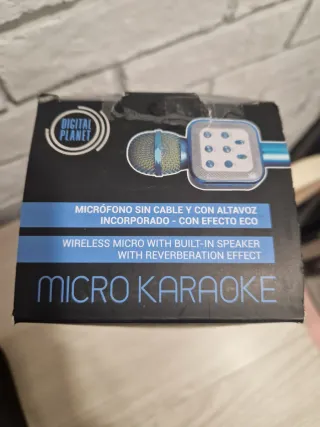 DIGITAL
PLANET
MICRÓFONO SIN CABLE Y CON ALTAVOZ
INCORPORADO - CON EFECTO ECO
WIRELESS MICRO WITH BUILT-IN SPEAKER
WITH REVERBERATION EFFECT
MICRO KARAOKE